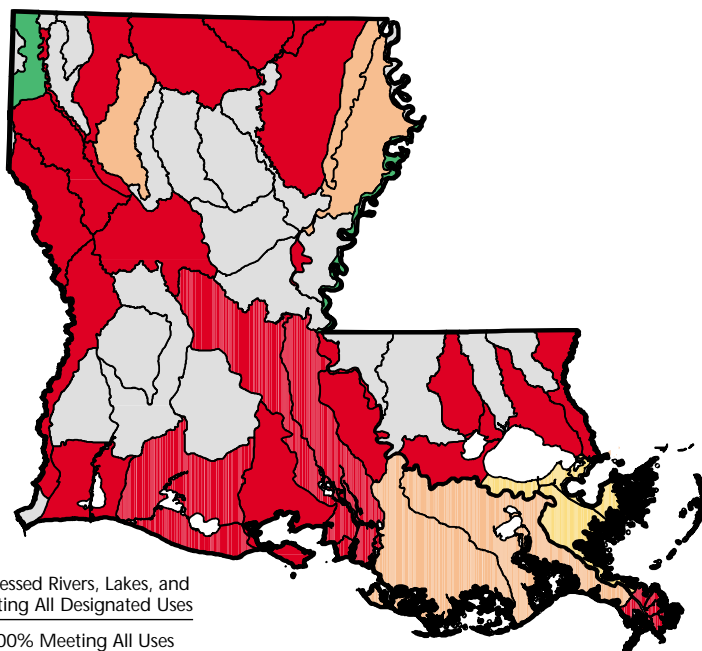 essed Rivers, Lakes, and
ting All Designated Uses
00% Meeting All Uses